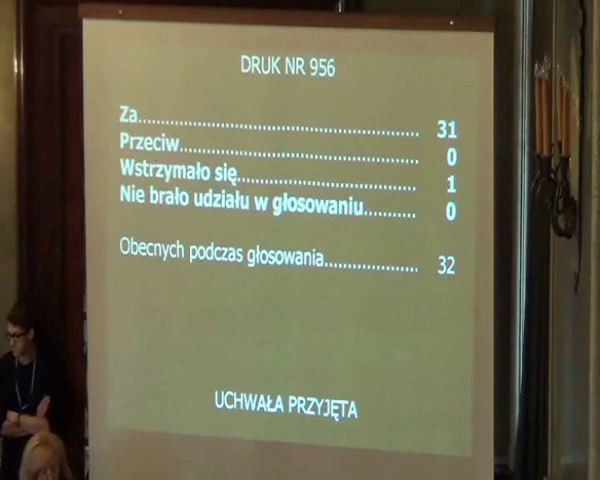 DRUK NR 956
Za........................................................ 31
Przeciw................................................ 0
Wstrzymało się................................... 1
Nie brało udziału w głosowaniu.......... 0
Obecnych podczas głosowania.................. 32
UCHWAŁA PRZYJĘTA